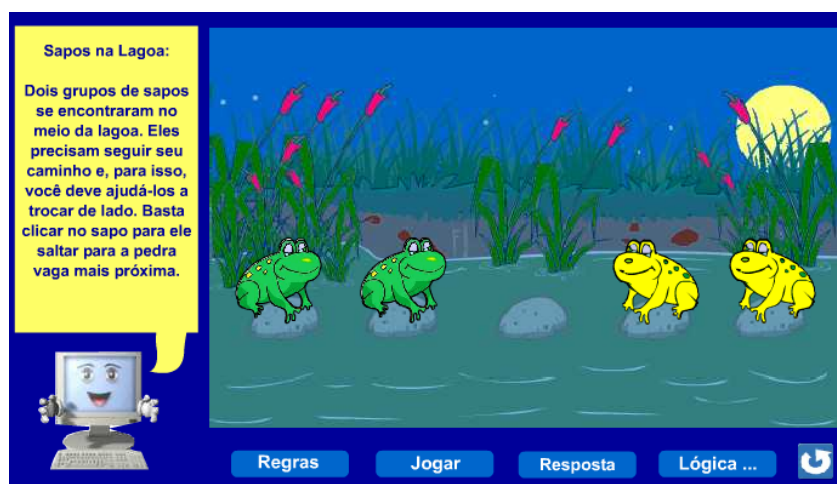 Sapos na Lagoa:
Dois grupos de sapos
se encontraram no
meio da lagoa. Eles
precisam seguir seu
caminho e, para isso,
você deve ajudá-los a
trocar de lado. Basta
clicar no sapo para ele
saltar para a pedra
vaga mais próxima.
Regras
Jogar
Resposta
Lógica ...